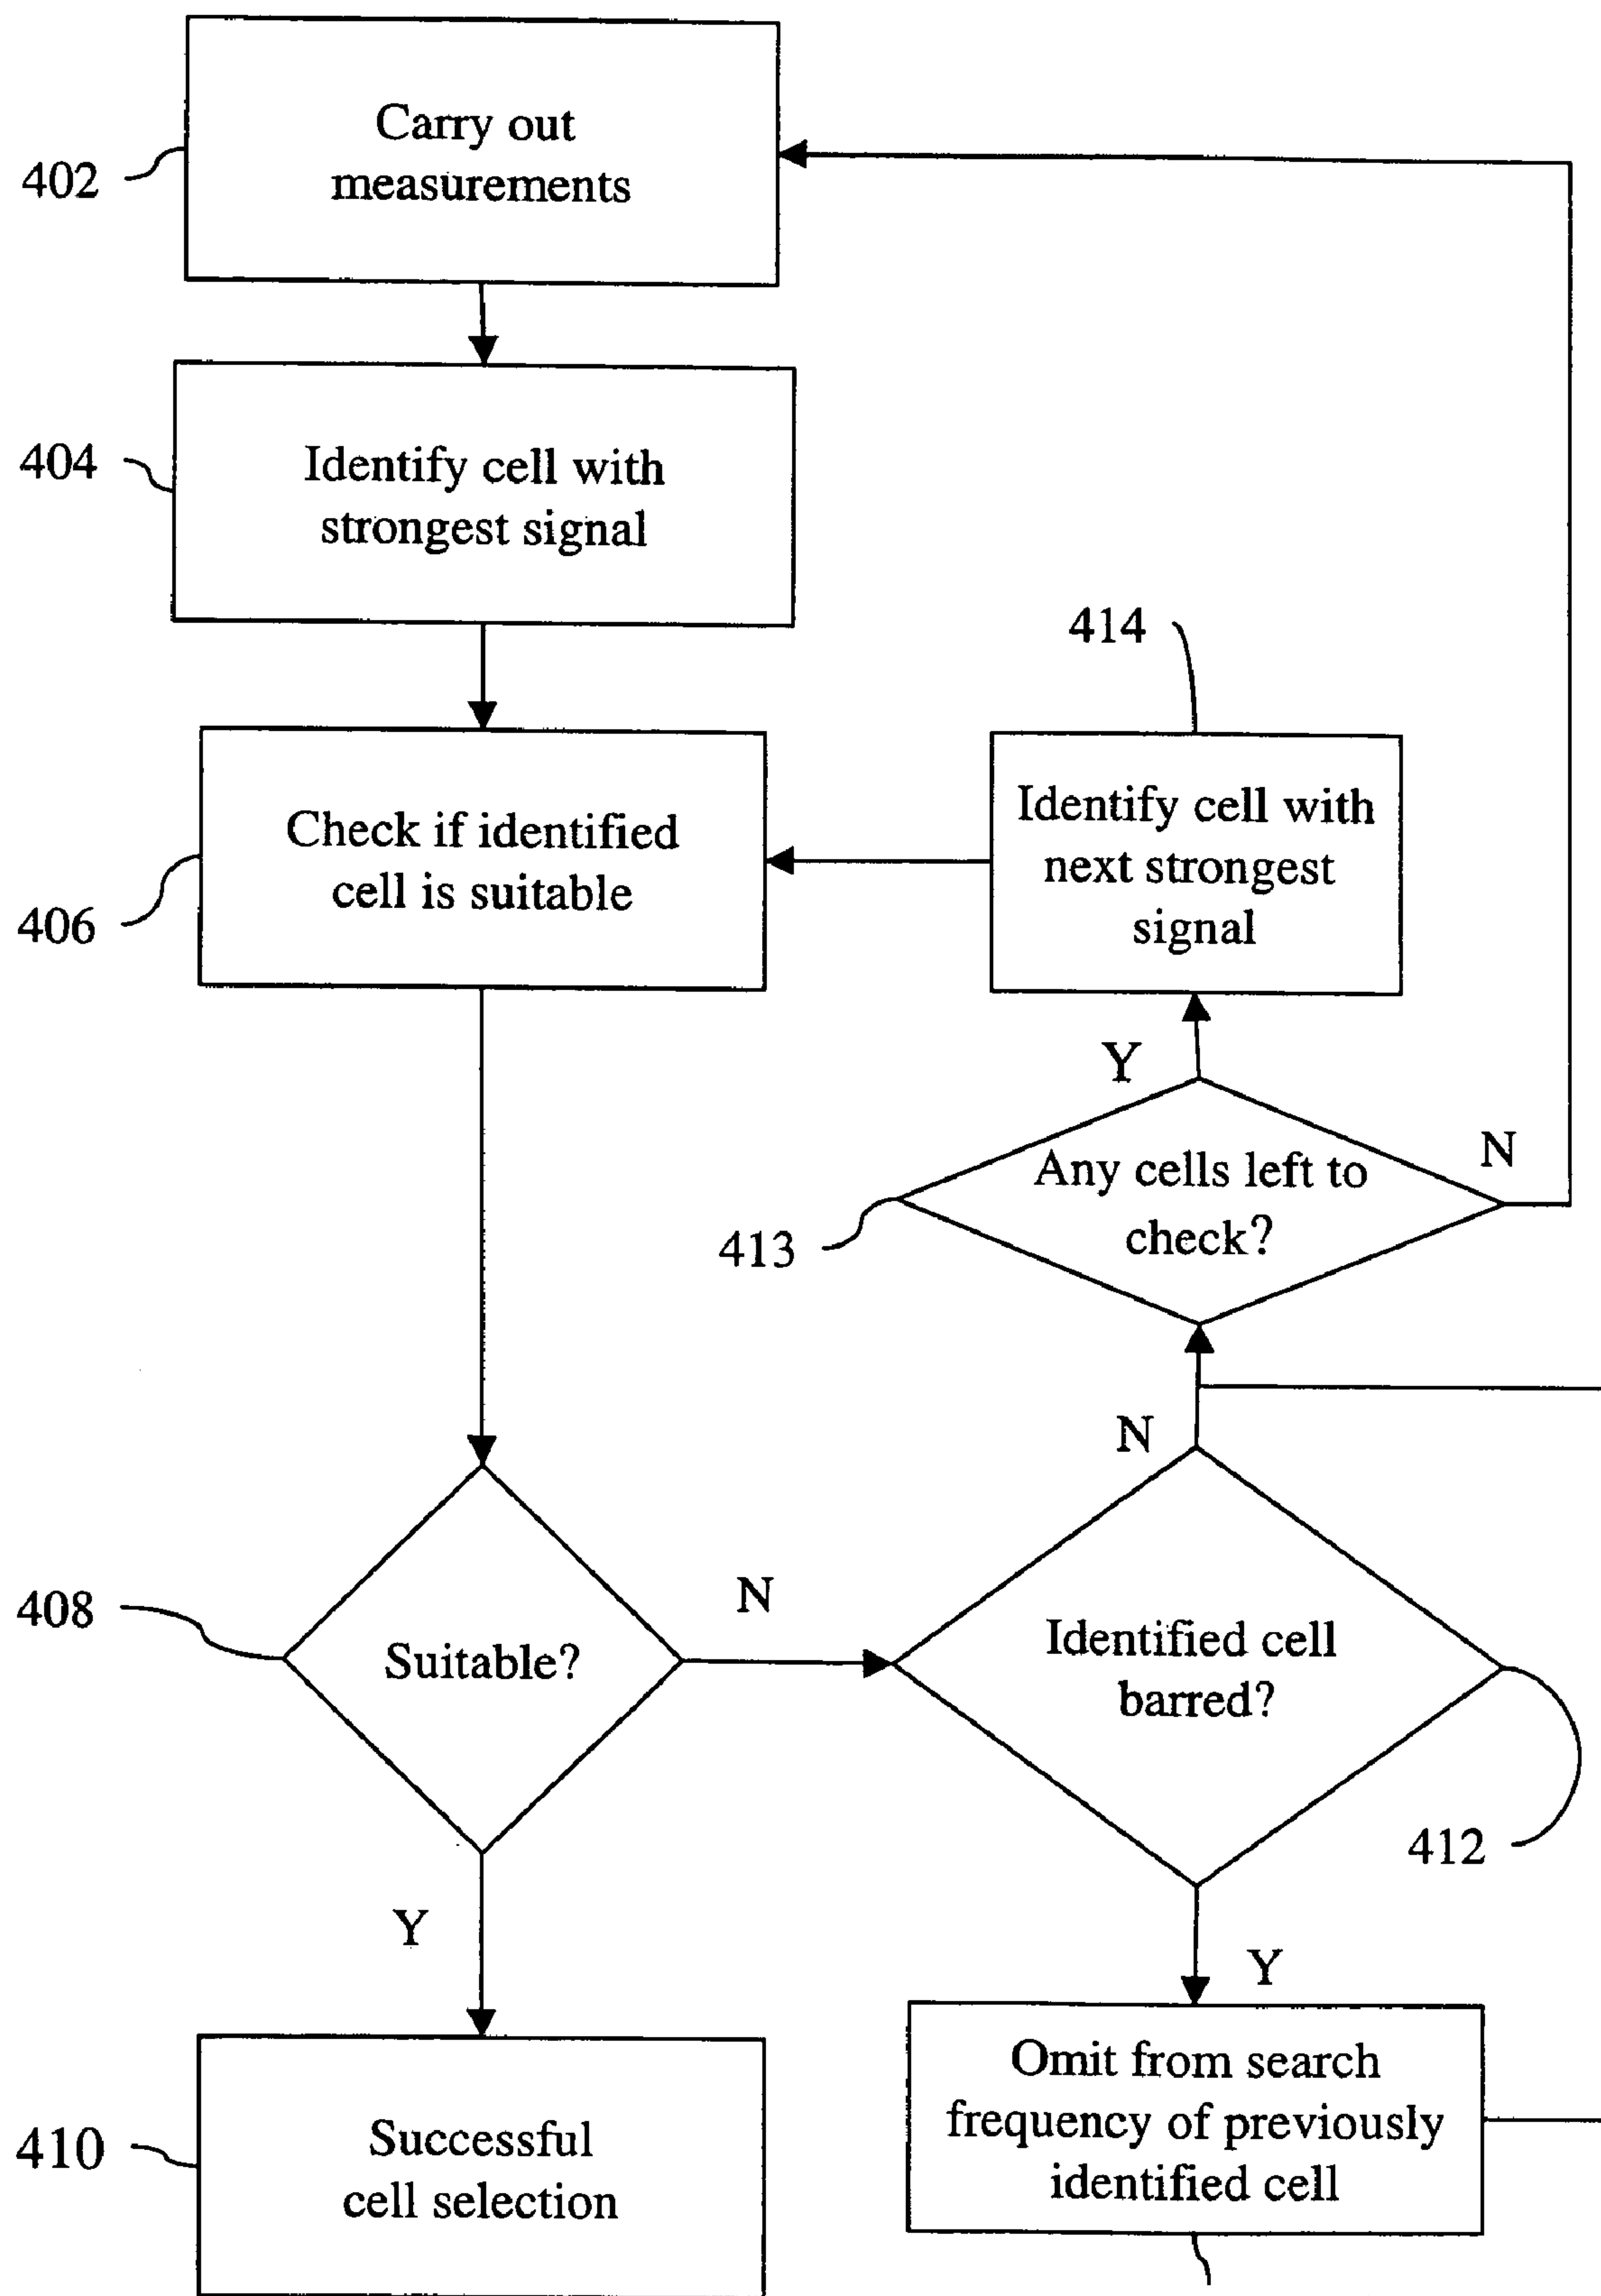 Carry out
measurements
402
404
Identify cell with
strongest signal
414
Check if identified
cell is suitable
406
Identify cell with
next strongest
signal
Y
N
Any cells left to
check?
413
N
408
Suitable?
N
Identified cell
barred?
412
Y
Y
Omit from search
frequency of previously
identified cell
410
Successful
cell selection